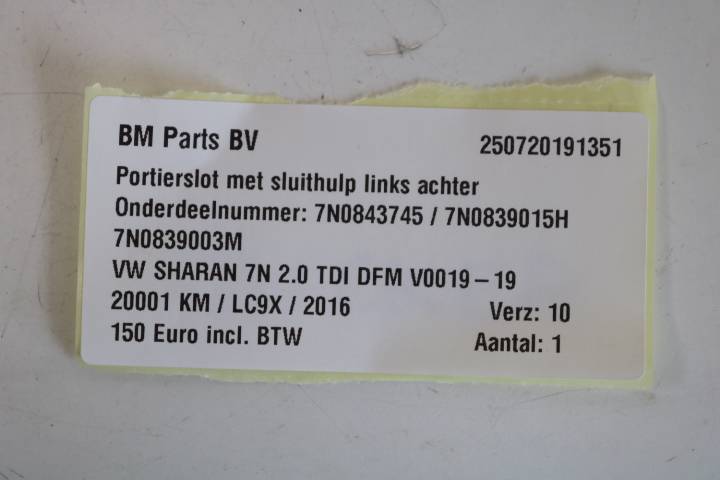 BM Parts BV 250720191351
Portierslot met sluithulp links achter
Onderdeelnummer: 7N0843745 / 7N0839015H
7N0839003M
VW SHARAN 7N 2.0 TDI DFM V0019 – 19
20001 KM / LC9X / 2016 Verz: 10
150 Euro incl. BTW Aantal: 1